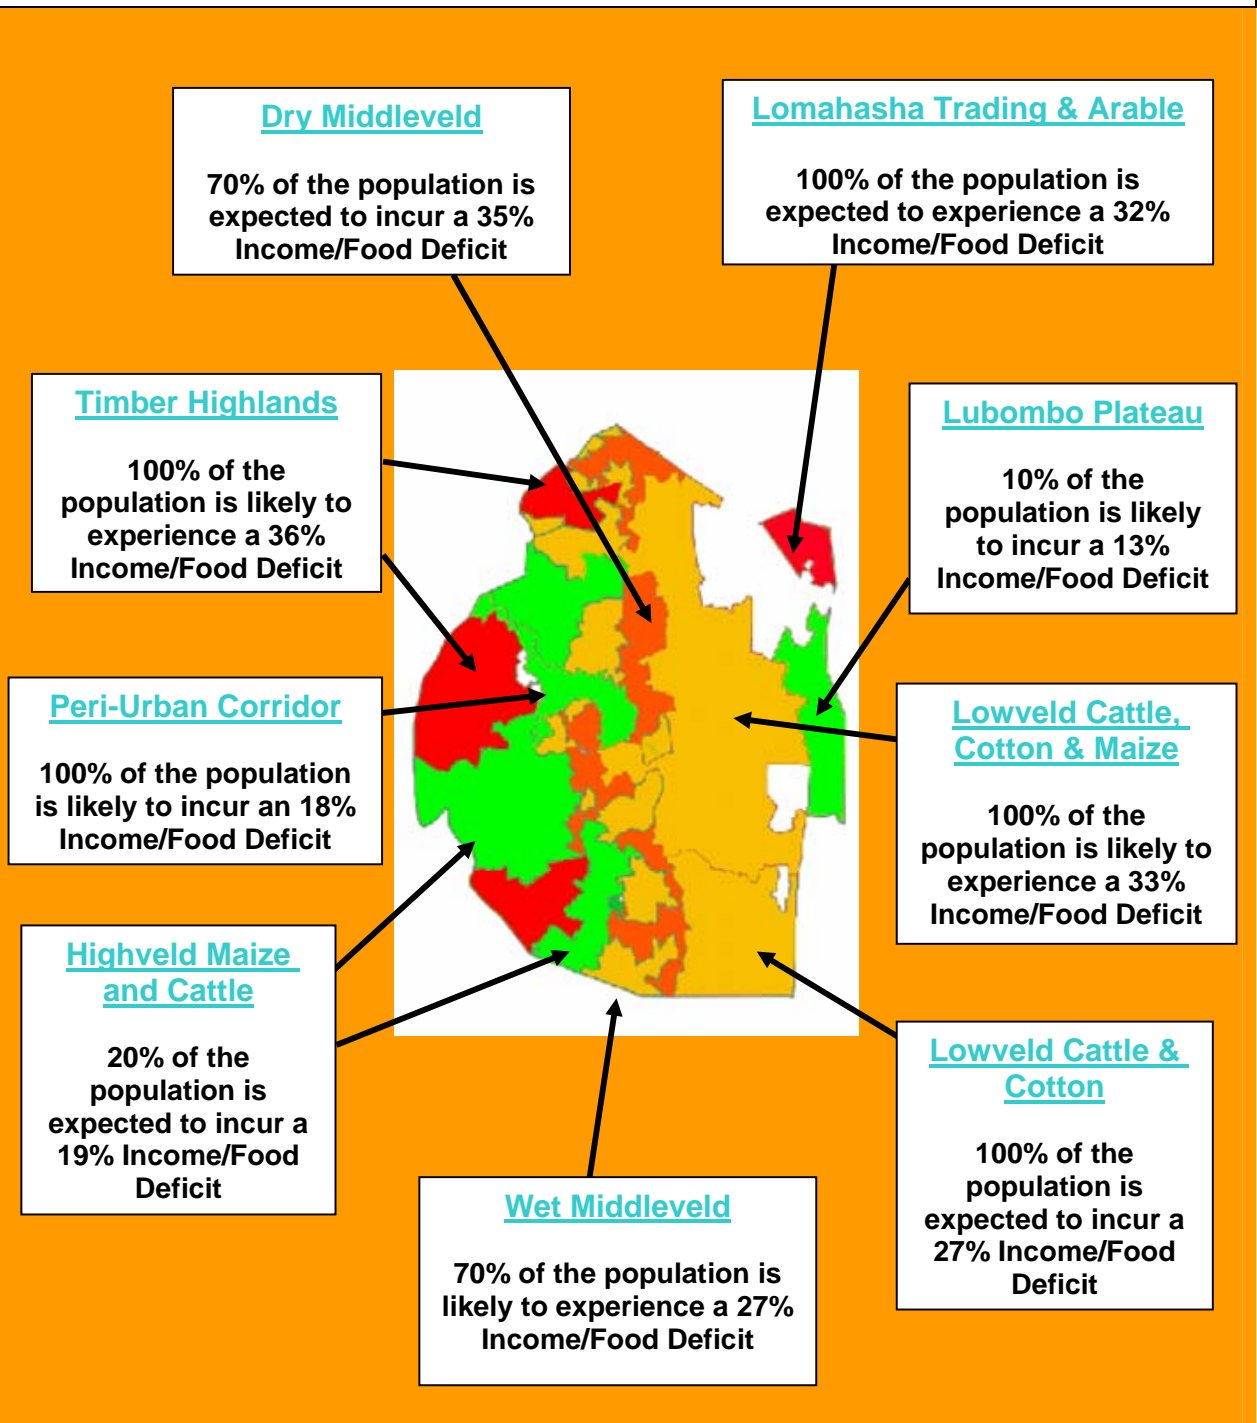 Dry Middleveld
70% of the population is
expected to incur a 35%
Income/Food Deficit
Lomahasha Trading & Arable
100% of the population is
expected to experience a 32%
Income/Food Deficit
Timber Highlands
100% of the
population is likely to
experience a 36%
Income/Food Deficit
Lubombo Plateau
10% of the
population is likely
to incur a 13%
Income/Food Deficit
Peri-Urban Corridor
100% of the population
is likely to incur an 18%
Income/Food Deficit
Lowveld Cattle,
Cotton & Maize
100% of the
population is likely to
experience a 33%
Income/Food Deficit
Highveld Maize
and Cattle
20% of the
population is
expected to incur a
19% Income/Food
Deficit
Lowveld Cattle &
Cotton
100% of the
population is
expected to incur a
27% Income/Food
Deficit
Wet Middleveld
70% of the population is
likely to experience a 27%
Income/Food Deficit